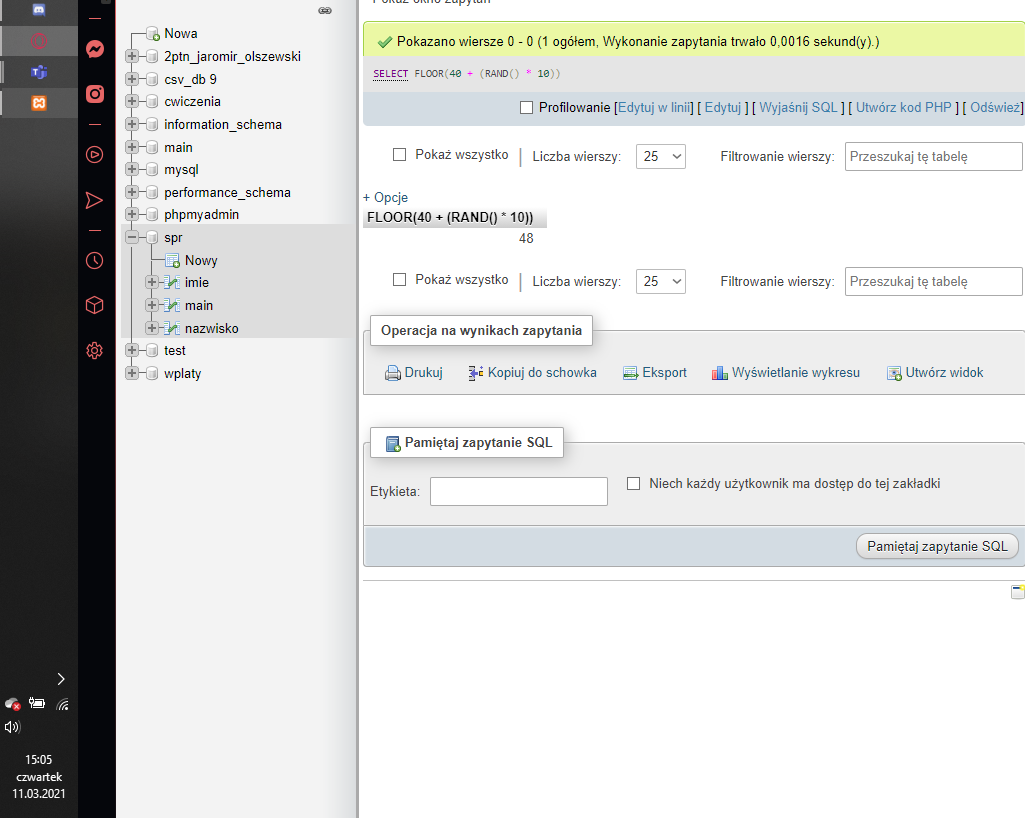 Pokaż okno zapytań
Nowa
2ptn_jaromir_olszewski
csv_db 9
cwiczenia
information_schema
main
mysql
performance_schema
phpmyadmin
spr
Nowy
imie
main
nazwisko
test
wplaty
Pokazano wiersze 0 - 0 (1 ogółem, Wykonanie zapytania trwało 0,0016 sekund(y).)
SELECT FLOOR(40 + (RAND() * 10))
Profilowanie [Edytuj w linii] [ Edytuj ] [ Wyjaśnij SQL ] [ Utwórz kod PHP ] [ Odśwież]
Pokaż wszystko | Liczba wierszy: 25 Filtrowanie wierszy: Przeszukaj tę tabelę
+ Opcje
FLOOR(40 + (RAND() * 10))
48
Pokaż wszystko | Liczba wierszy: 25 Filtrowanie wierszy: Przeszukaj tę tabelę
Operacja na wynikach zapytania
Drukuj Kopiuj do schowka Eksport Wyświetlanie wykresu Utwórz widok
Pamiętaj zapytanie SQL
Etykieta: Niech każdy użytkownik ma dostęp do tej zakładki
Pamiętaj zapytanie SQL
15:05
czwartek
11.03.2021